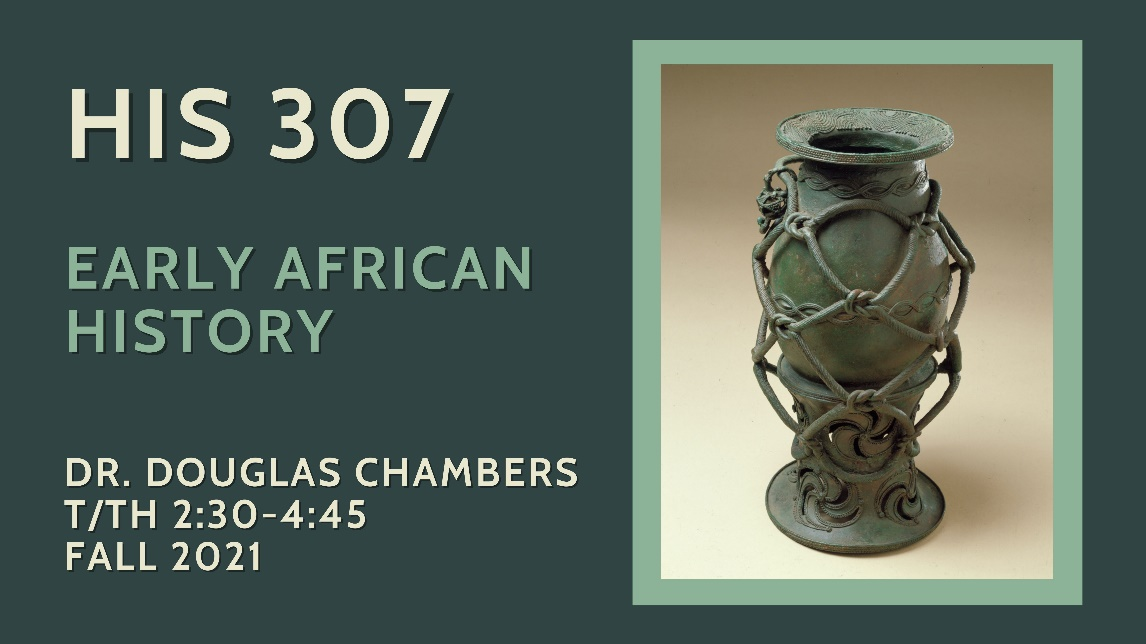 HIS 307
EARLY AFRICAN
HISTORY
DR. DOUGLAS CHAMBERS
T/TH 2:30-4:45
FALL 2021